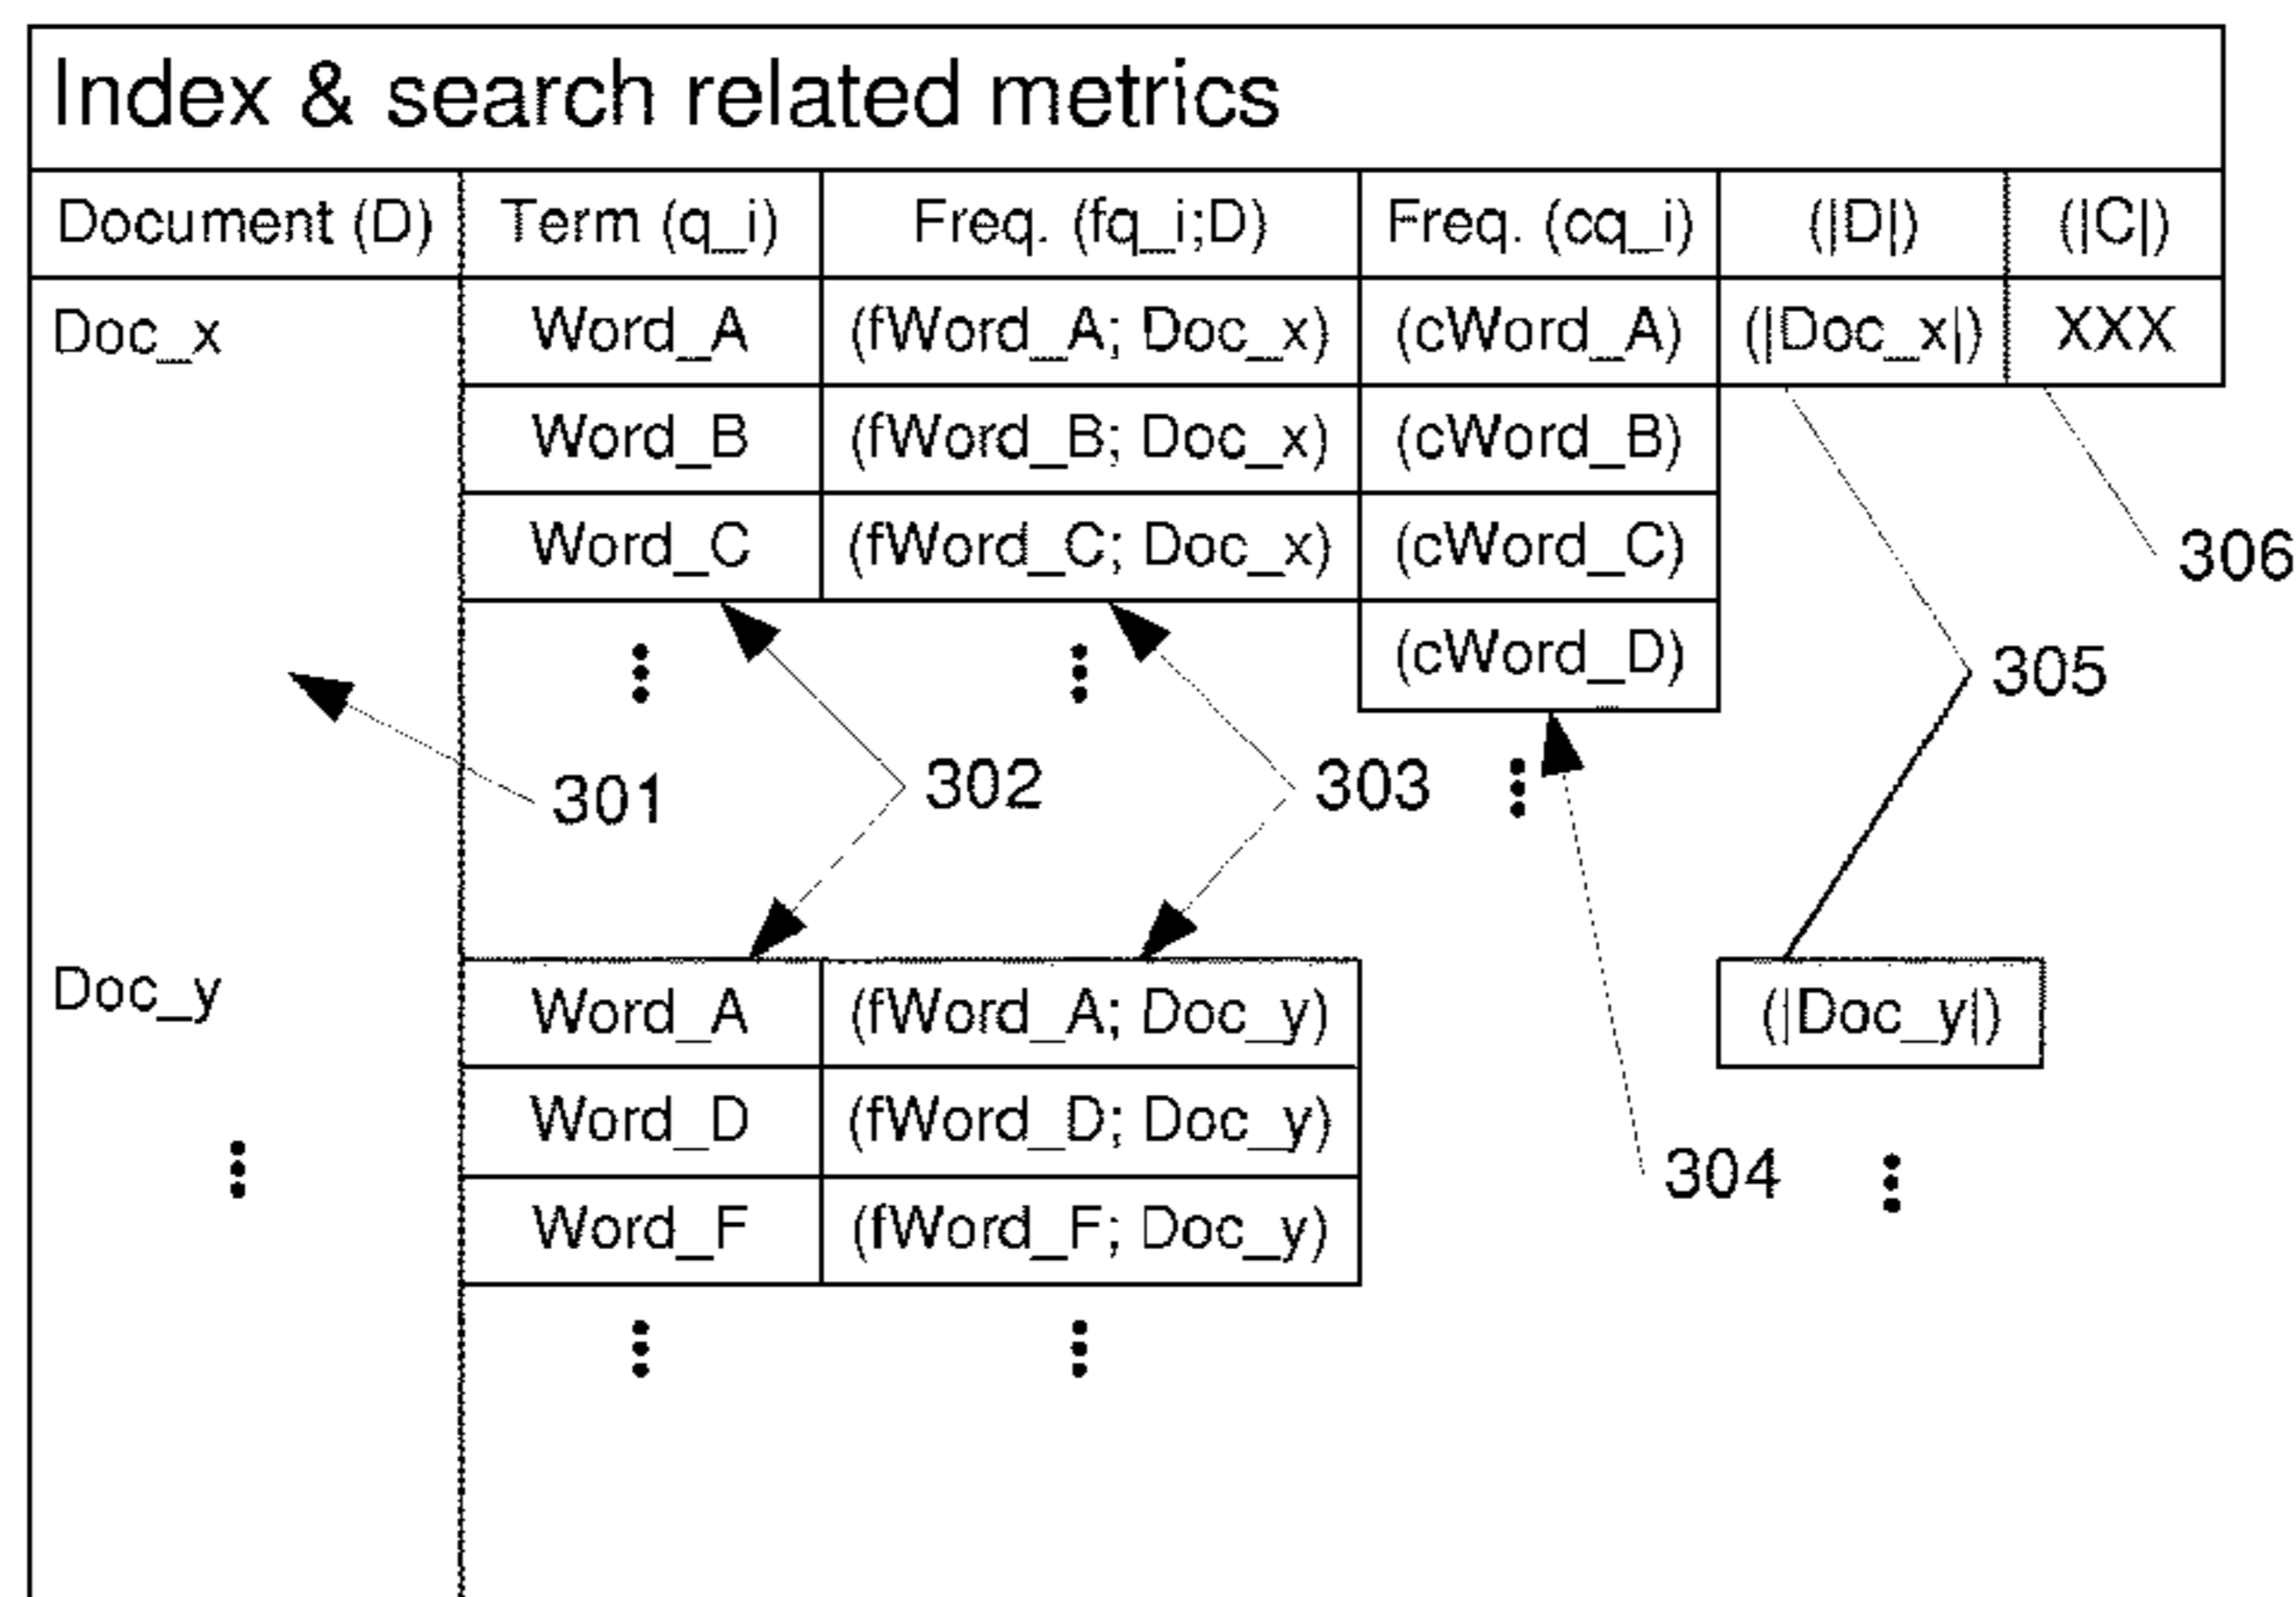 Index & search related metrics
Document (D) Term (q_i) Freq. (fq_i;D) Freq. (cq_i) (|D|) (|C|)
Doc_x Word_A (fWord_A; Doc_x) (cWord_A) (|Doc_x|) XXX
Word_B (fWord_B; Doc_x) (cWord_B)
Word_C (fWord_C; Doc_x) (cWord_C)
306
(cWord_D)
305
301 302 303
Doc_y Word_A (fWord_A; Doc_y) (|Doc_y|)
Word_D (fWord_D; Doc_y)
304
Word_F (fWord_F; Doc_y)